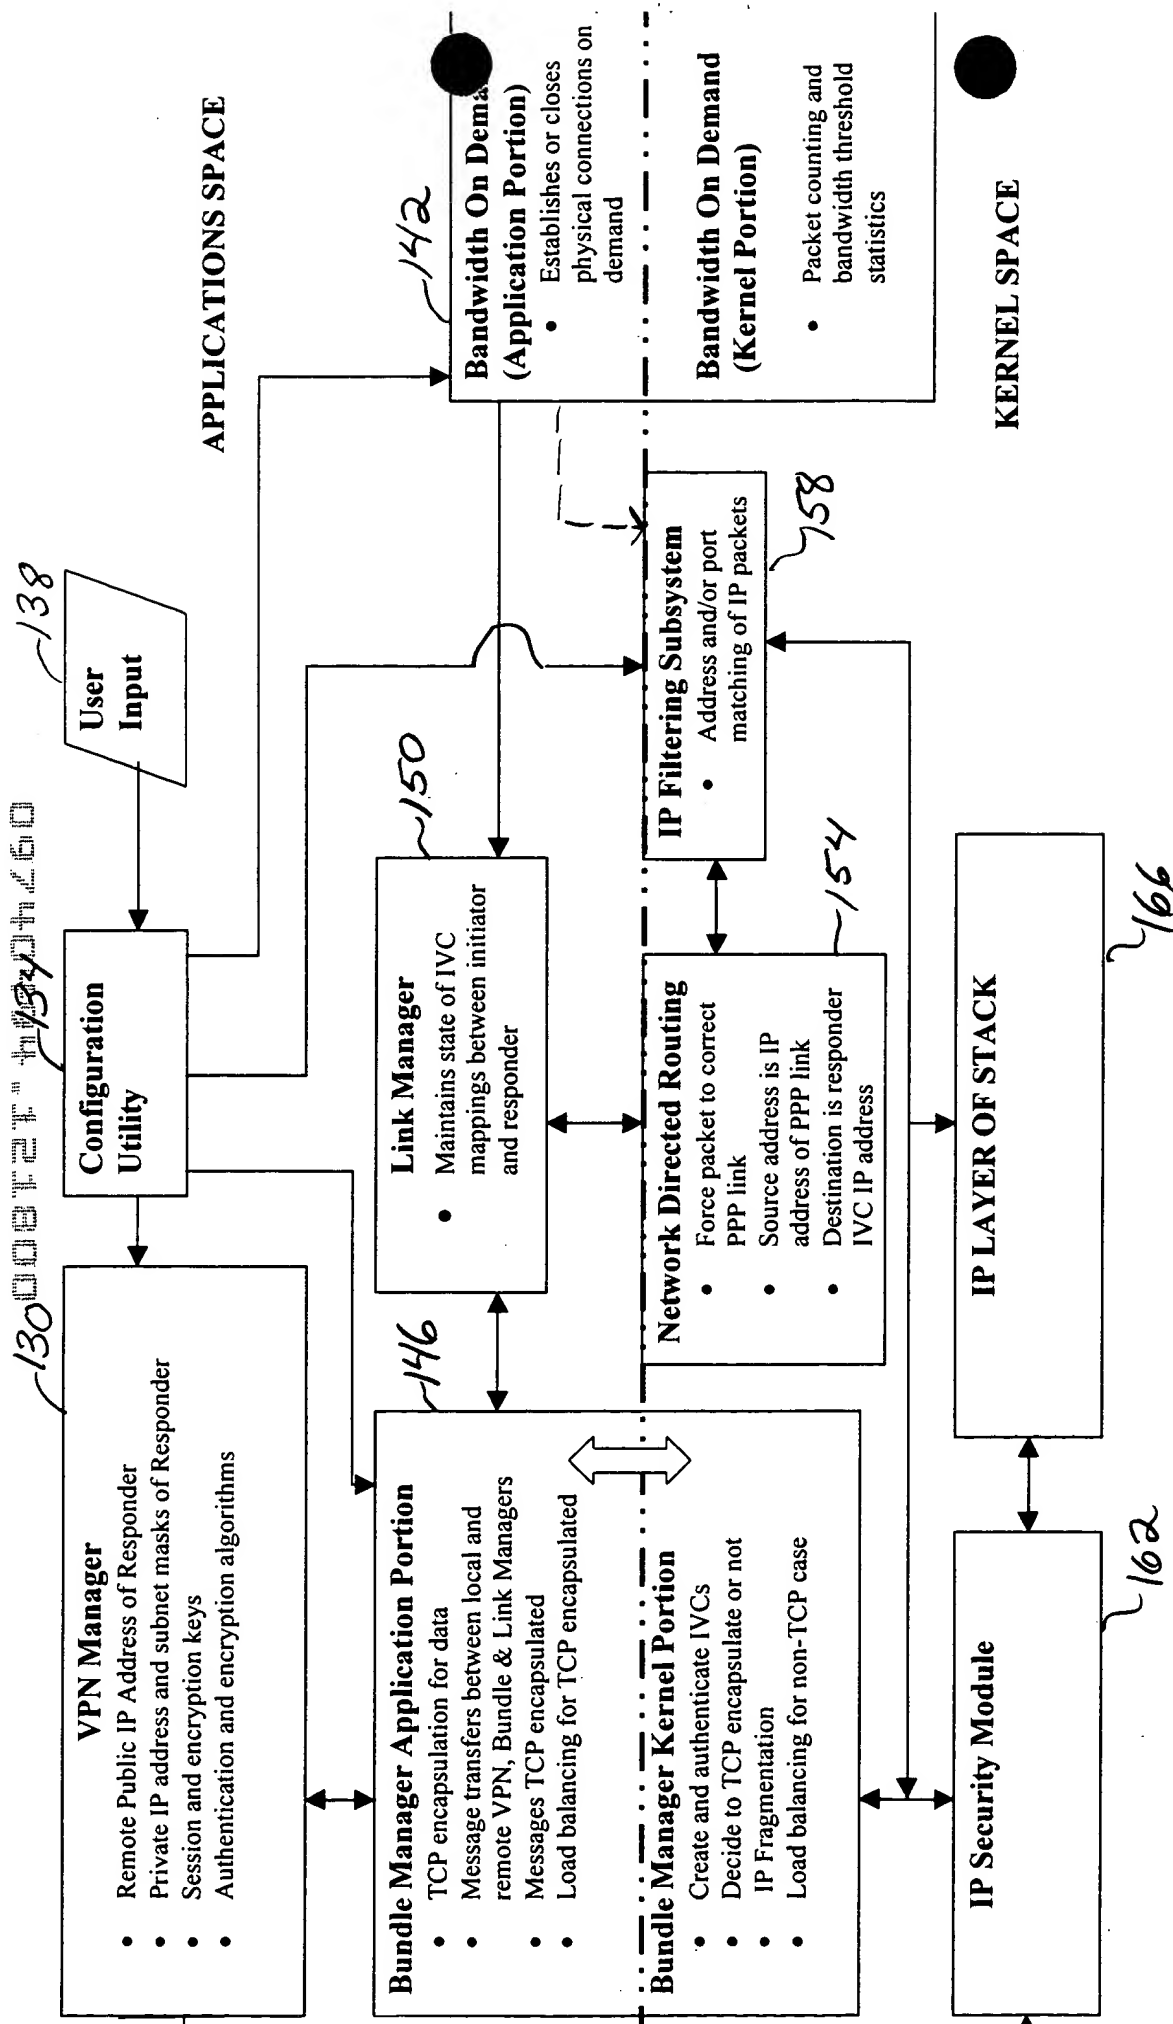 130
VPN Manager
• Remote Public IP Address of Responder
• Private IP address and subnet masks of Responder
• Session and encryption keys
• Authentication and encryption algorithms
134
Configuration
Utility
138
User
Input
APPLICATIONS SPACE
146
Bundle Manager Application Portion
• TCP encapsulation for data
• Message transfers between local and
remote VPN, Bundle & Link Managers
• Messages TCP encapsulated
• Load balancing for TCP encapsulated
Bundle Manager Kernel Portion
• Create and authenticate IVCs
• Decide to TCP encapsulate or not
• IP Fragmentation
• Load balancing for non-TCP case
150
Link Manager
• Maintains state of IVC
mappings between initiator
and responder
142
Bandwidth On Dema
(Application Portion)
• Establishes or closes
physical connections on
demand
Bandwidth On Demand
(Kernel Portion)
• Packet counting and
bandwidth threshold
statistics
Network Directed Routing
• Force packet to correct
PPP link
• Source address is IP
address of PPP link
• Destination is responder
IVC IP address
154
IP Filtering Subsystem
• Address and/or port
matching of IP packets
158
KERNEL SPACE
IP Security Module
162
IP LAYER OF STACK
166